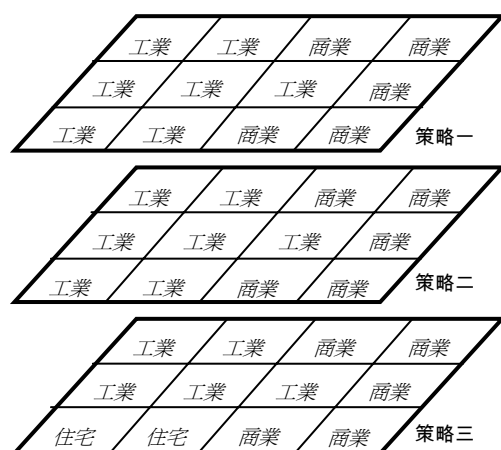 工業 工業 商業 商業
工業 工業 工業 商業
工業 工業 商業 商業 策略一
工業 工業 商業 商業
工業 工業 工業 商業
工業 工業 商業 商業 策略二
工業 工業 商業 商業
工業 工業 工業 商業
住宅 住宅 商業 商業 策略三